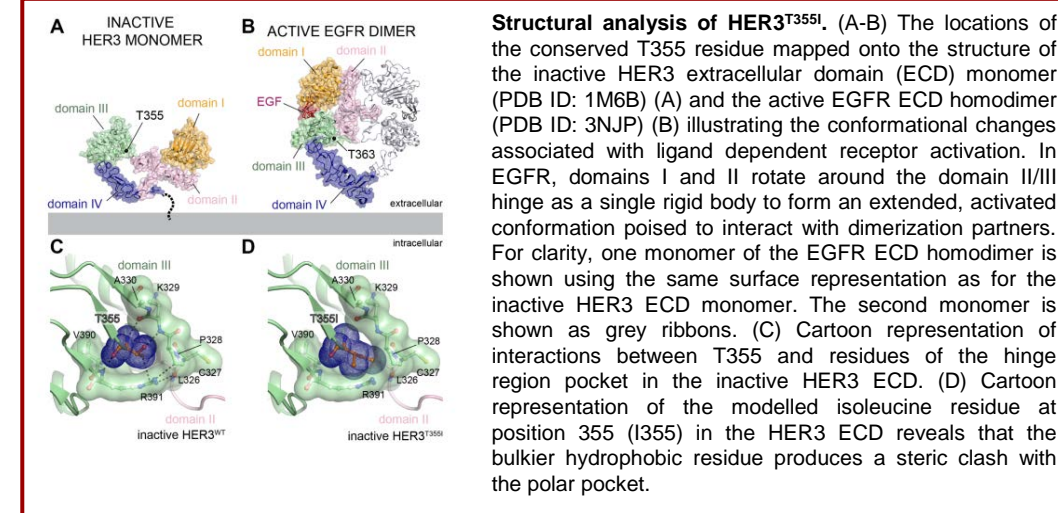 A
INACTIVE
HER3 MONOMER
domain III
T355
domain I
domain IV
domain II
B
ACTIVE EGFR DIMER
domain I
domain II
EGF
T363
domain III
domain IV
extracellular
intracellular
C
domain III
A330
K329
T355
V390
P328
C327
L326
R391
domain II
inactive HER3WT
D
domain III
A330
K329
T355I
V390
P328
C327
L326
R391
domain II
inactive HER3T355I
Structural analysis of HER3T355I. (A-B) The locations of
the conserved T355 residue mapped onto the structure of
the inactive HER3 extracellular domain (ECD) monomer
(PDB ID: 1M6B) (A) and the active EGFR ECD homodimer
(PDB ID: 3NJP) (B) illustrating the conformational changes
associated with ligand dependent receptor activation. In
EGFR, domains I and II rotate around the domain II/III
hinge as a single rigid body to form an extended, activated
conformation poised to interact with dimerization partners.
For clarity, one monomer of the EGFR ECD homodimer is
shown using the same surface representation as for the
inactive HER3 ECD monomer. The second monomer is
shown as grey ribbons. (C) Cartoon representation of
interactions between T355 and residues of the hinge
region pocket in the inactive HER3 ECD. (D) Cartoon
representation of the modelled isoleucine residue at
position 355 (I355) in the HER3 ECD reveals that the
bulkier hydrophobic residue produces a steric clash with
the polar pocket.